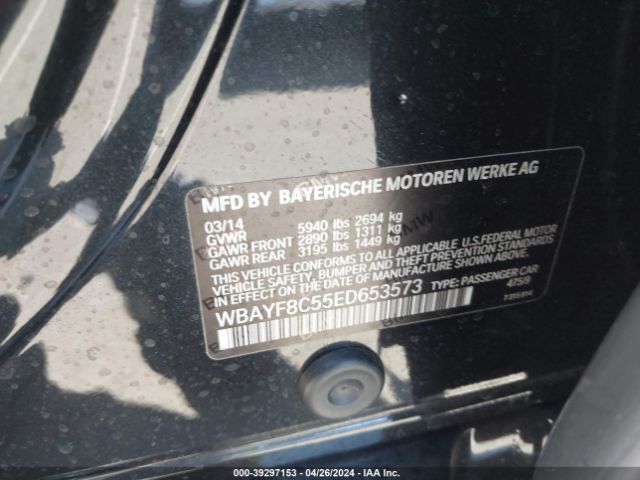 MFD BY BAYERISCHE MOTOREN WERKE AG
03/14
GVWR 5940 lbs 2694 kg
GAWR FRONT 2890 lbs 1311 kg
GAWR REAR 3195 lbs 1449 kg
THIS VEHICLE CONFORMS TO ALL APPLICABLE U.S.FEDERAL MOTOR
VEHICLE SAFETY, BUMPER AND THEFT PREVENTION STANDARDS
IN EFFECT ON THE DATE OF MANUFACTURE SHOWN ABOVE.
WBAYF8C55ED653573 TYPE: PASSENGER CAR
475/9
000-39297153 - 04/26/2024 - IAA Inc.